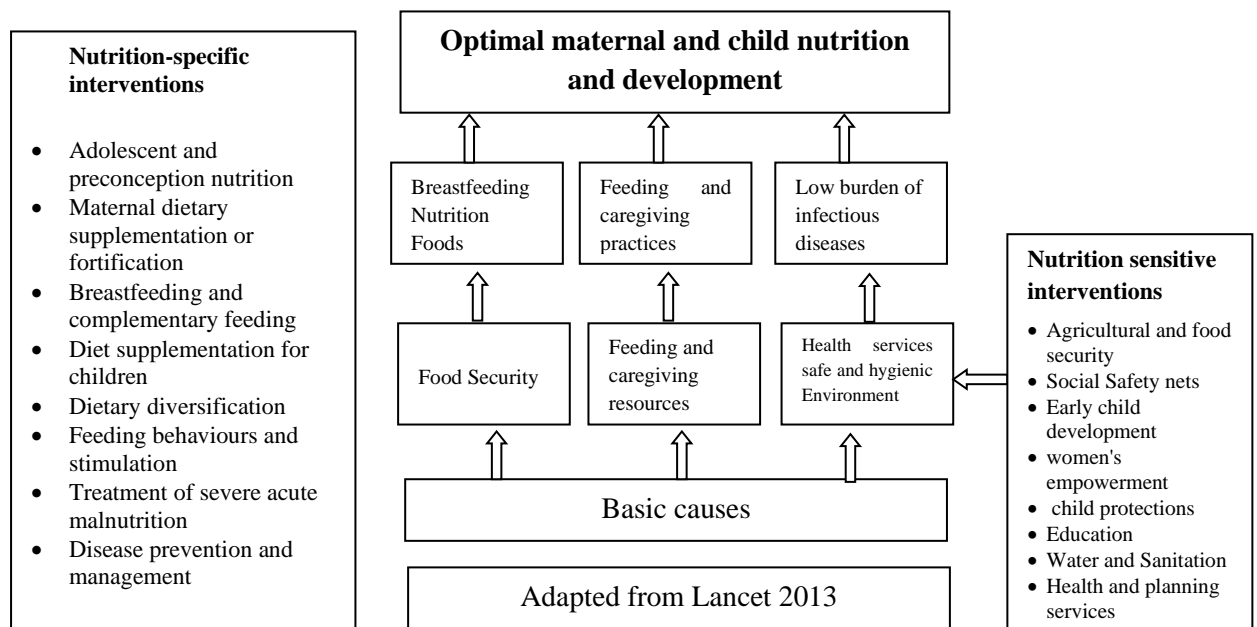 Nutrition-specific
interventions
• Adolescent and
preconception nutrition
• Maternal dietary
supplementation or
fortification
• Breastfeeding and
complementary feeding
• Diet supplementation for
children
• Dietary diversification
• Feeding behaviours and
stimulation
• Treatment of severe acute
malnutrition
• Disease prevention and
management
Optimal maternal and child nutrition
and development
Breastfeeding
Nutrition
Foods
Feeding and
caregiving
practices
Low burden of
infectious
diseases
Food Security
Feeding and
caregiving
resources
Health services
safe and hygienic
Environment
Basic causes
Adapted from Lancet 2013
Nutrition sensitive
interventions
• Agricultural and food
security
• Social Safety nets
• Early child
development
• women's
empowerment
• child protections
• Education
• Water and Sanitation
• Health and planning
services